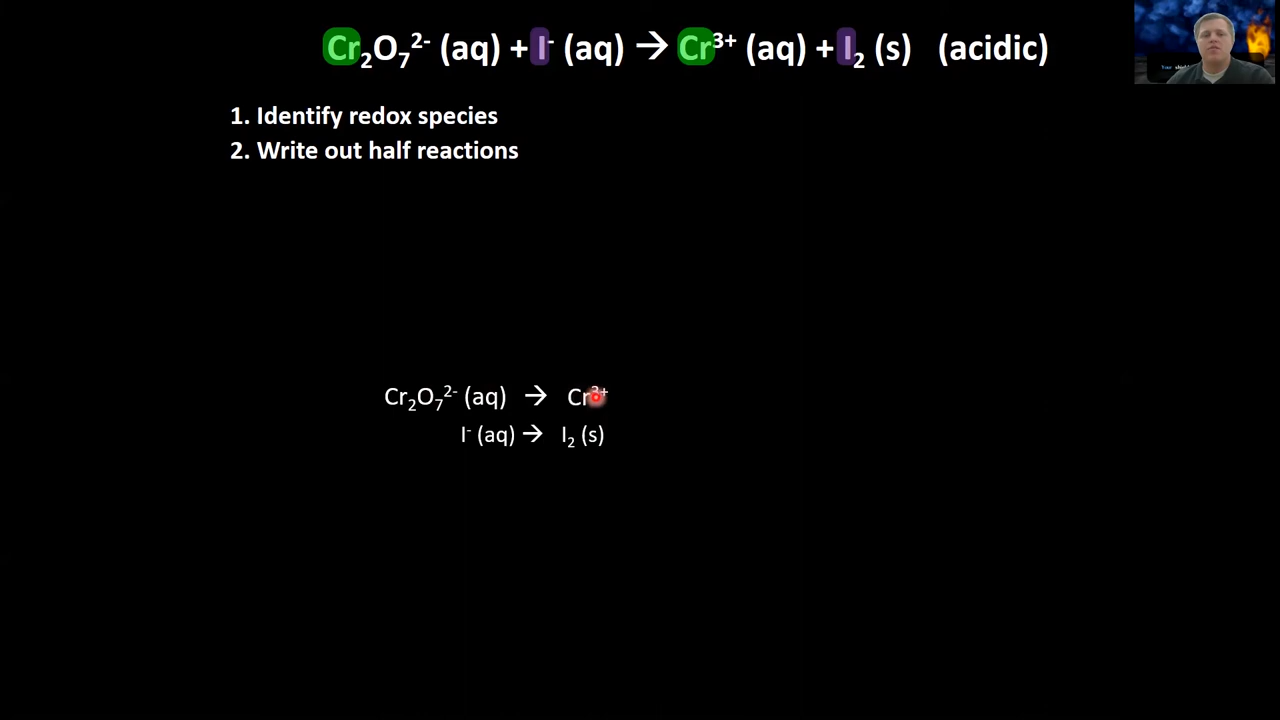 Cr₂O₇²⁻ (aq) + I⁻ (aq) → Cr³⁺ (aq) + I₂ (s) (acidic)
1. Identify redox species
2. Write out half reactions
Cr₂O₇²⁻ (aq) → Cr³⁺
I⁻ (aq) → I₂ (s)